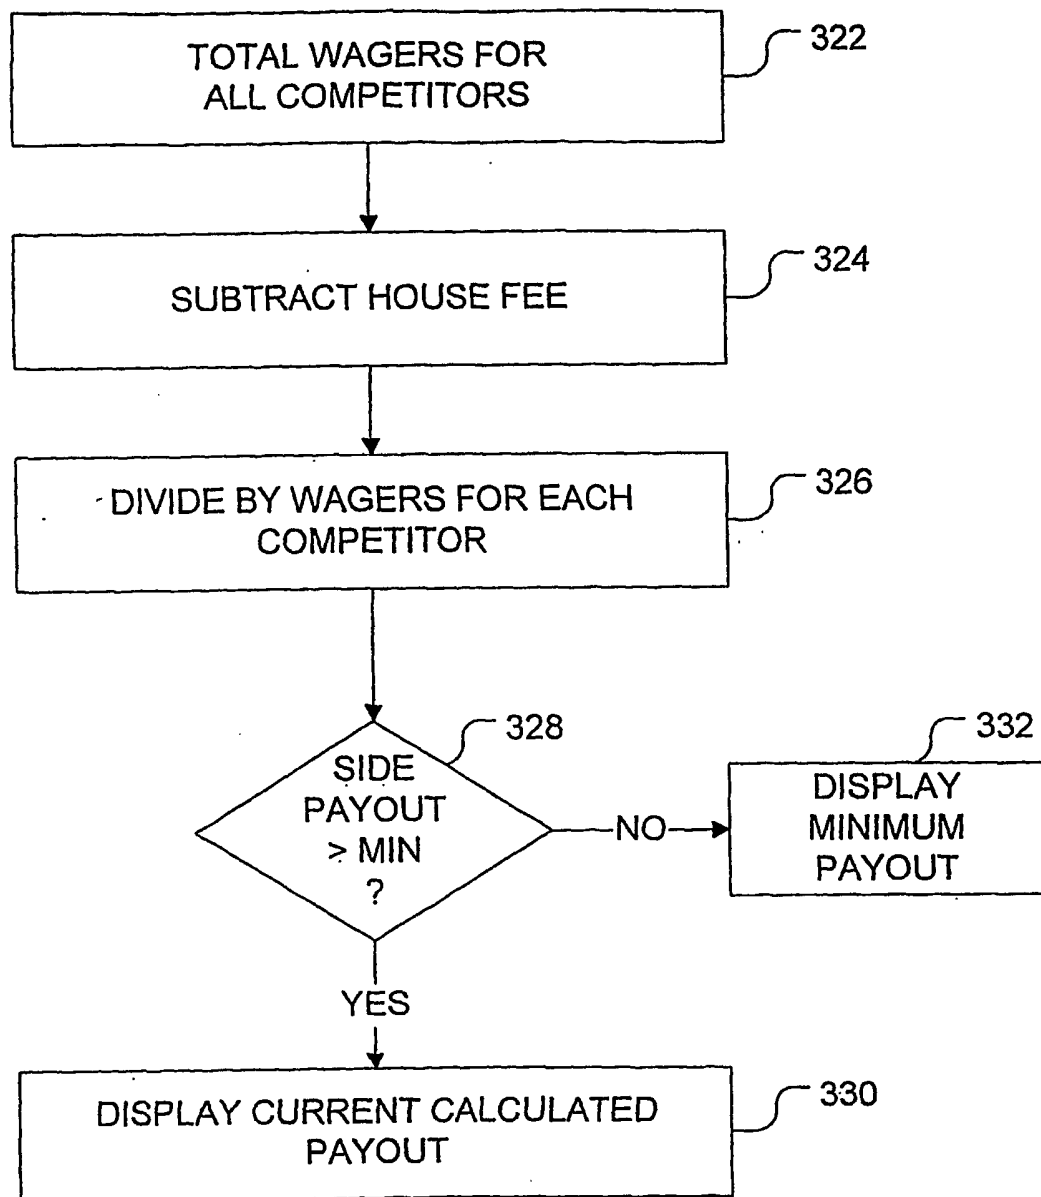 TOTAL WAGERS FOR
ALL COMPETITORS
322
SUBTRACT HOUSE FEE
324
DIVIDE BY WAGERS FOR EACH
COMPETITOR
326
SIDE
PAYOUT
> MIN
?
328
NO
332
DISPLAY
MINIMUM
PAYOUT
YES
DISPLAY CURRENT CALCULATED
PAYOUT
330